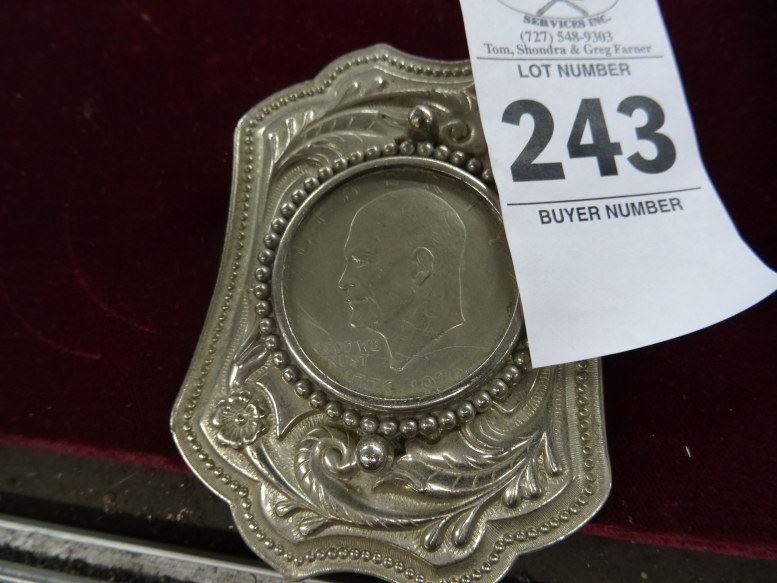 SERVICES INC.
(727) 548-9303
Tom, Shondra & Greg Farner
LOT NUMBER
243
BUYER NUMBER